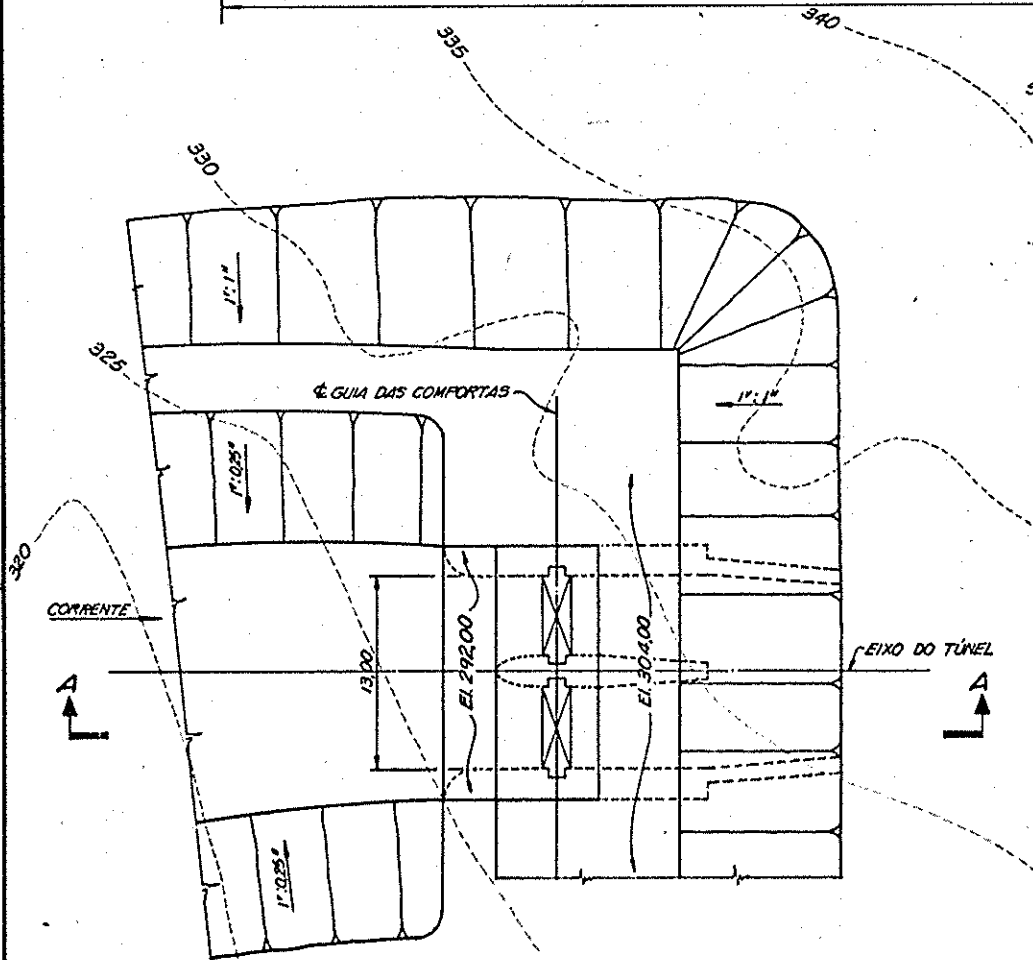 340
335
330
1ᵛ:1ᴴ
325
℄ GUIA DAS COMPORTAS
1ᵛ:1ᴴ
1ᵛ:0,25ᴴ
320
CORRENTE
13,00
El. 292,00
El. 304,00
EIXO DO TÚNEL
A
A
1ᵛ:0,25ᴴ